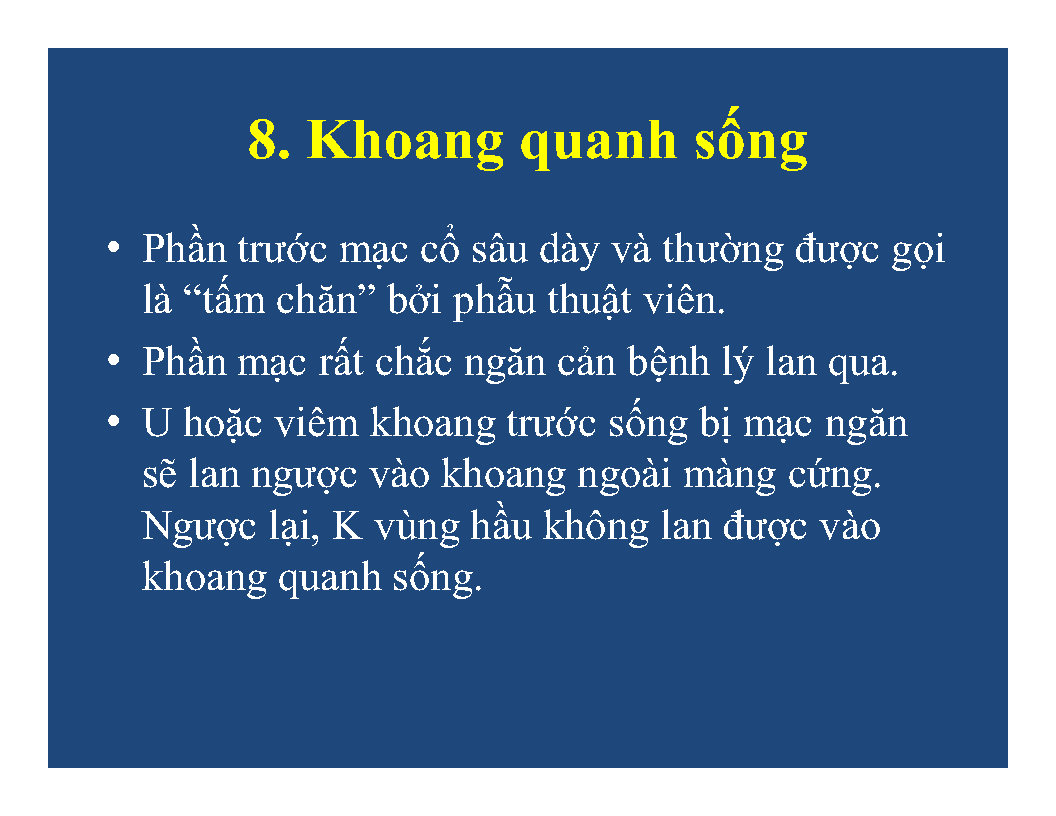 8. Khoang quanh sống
• Phần trước mạc cổ sâu dày và thường được gọi
là “tấm chăn” bởi phẫu thuật viên.
• Phần mạc rất chắc ngăn cản bệnh lý lan qua.
• U hoặc viêm khoang trước sống bị mạc ngăn
sẽ lan ngược vào khoang ngoài màng cứng.
Ngược lại, K vùng hầu không lan được vào
khoang quanh sống.